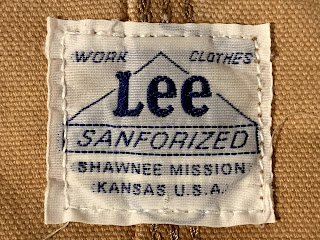 WORK CLOTHES
Lee
SANFORIZED
SHAWNEE MISSION
KANSAS U.S.A.